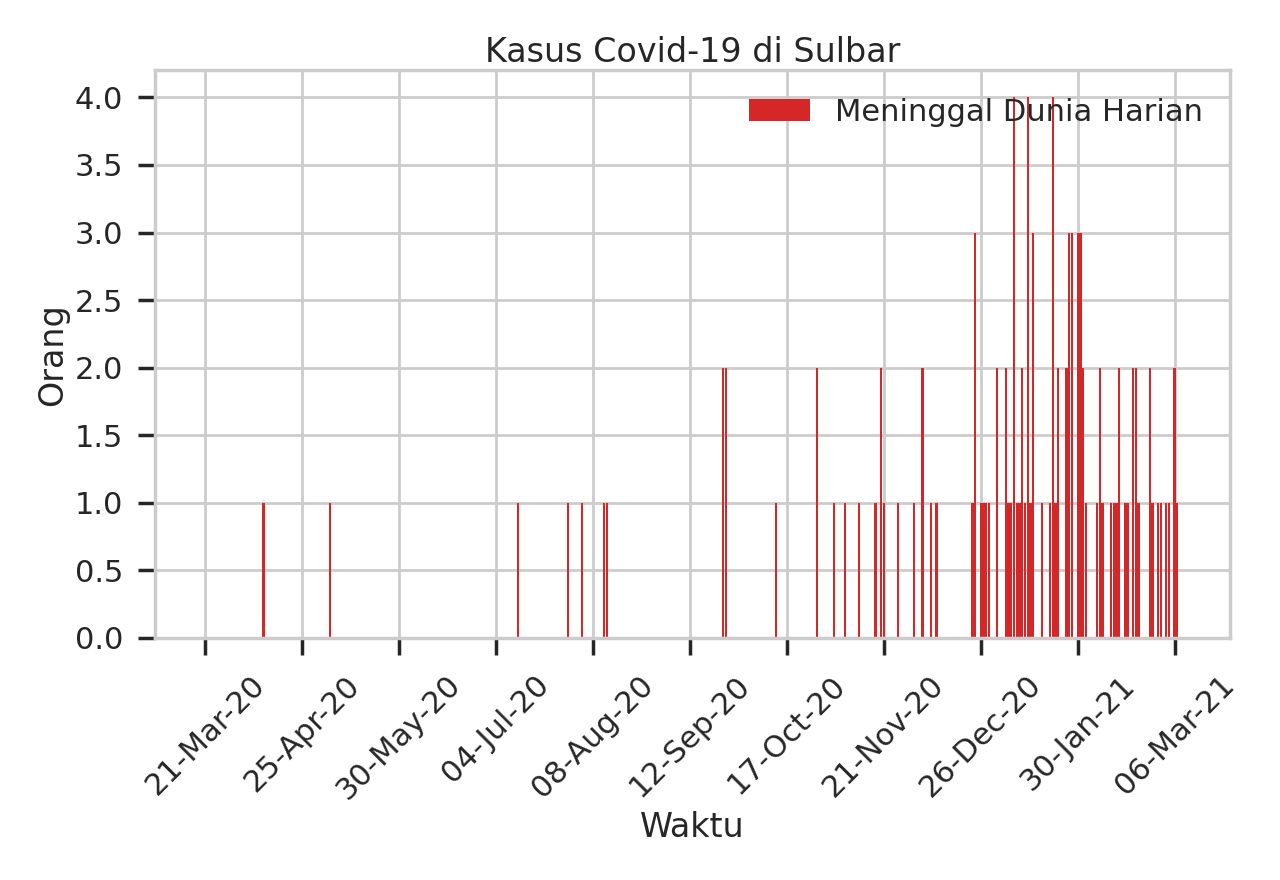 Kasus Covid-19 di Sulbar
Meninggal Dunia Harian
4.0
3.5
3.0
2.5
2.0
1.5
1.0
0.5
0.0
Orang
21-Mar-20
25-Apr-20
30-May-20
04-Jul-20
08-Aug-20
12-Sep-20
17-Oct-20
21-Nov-20
26-Dec-20
30-Jan-21
06-Mar-21
Waktu